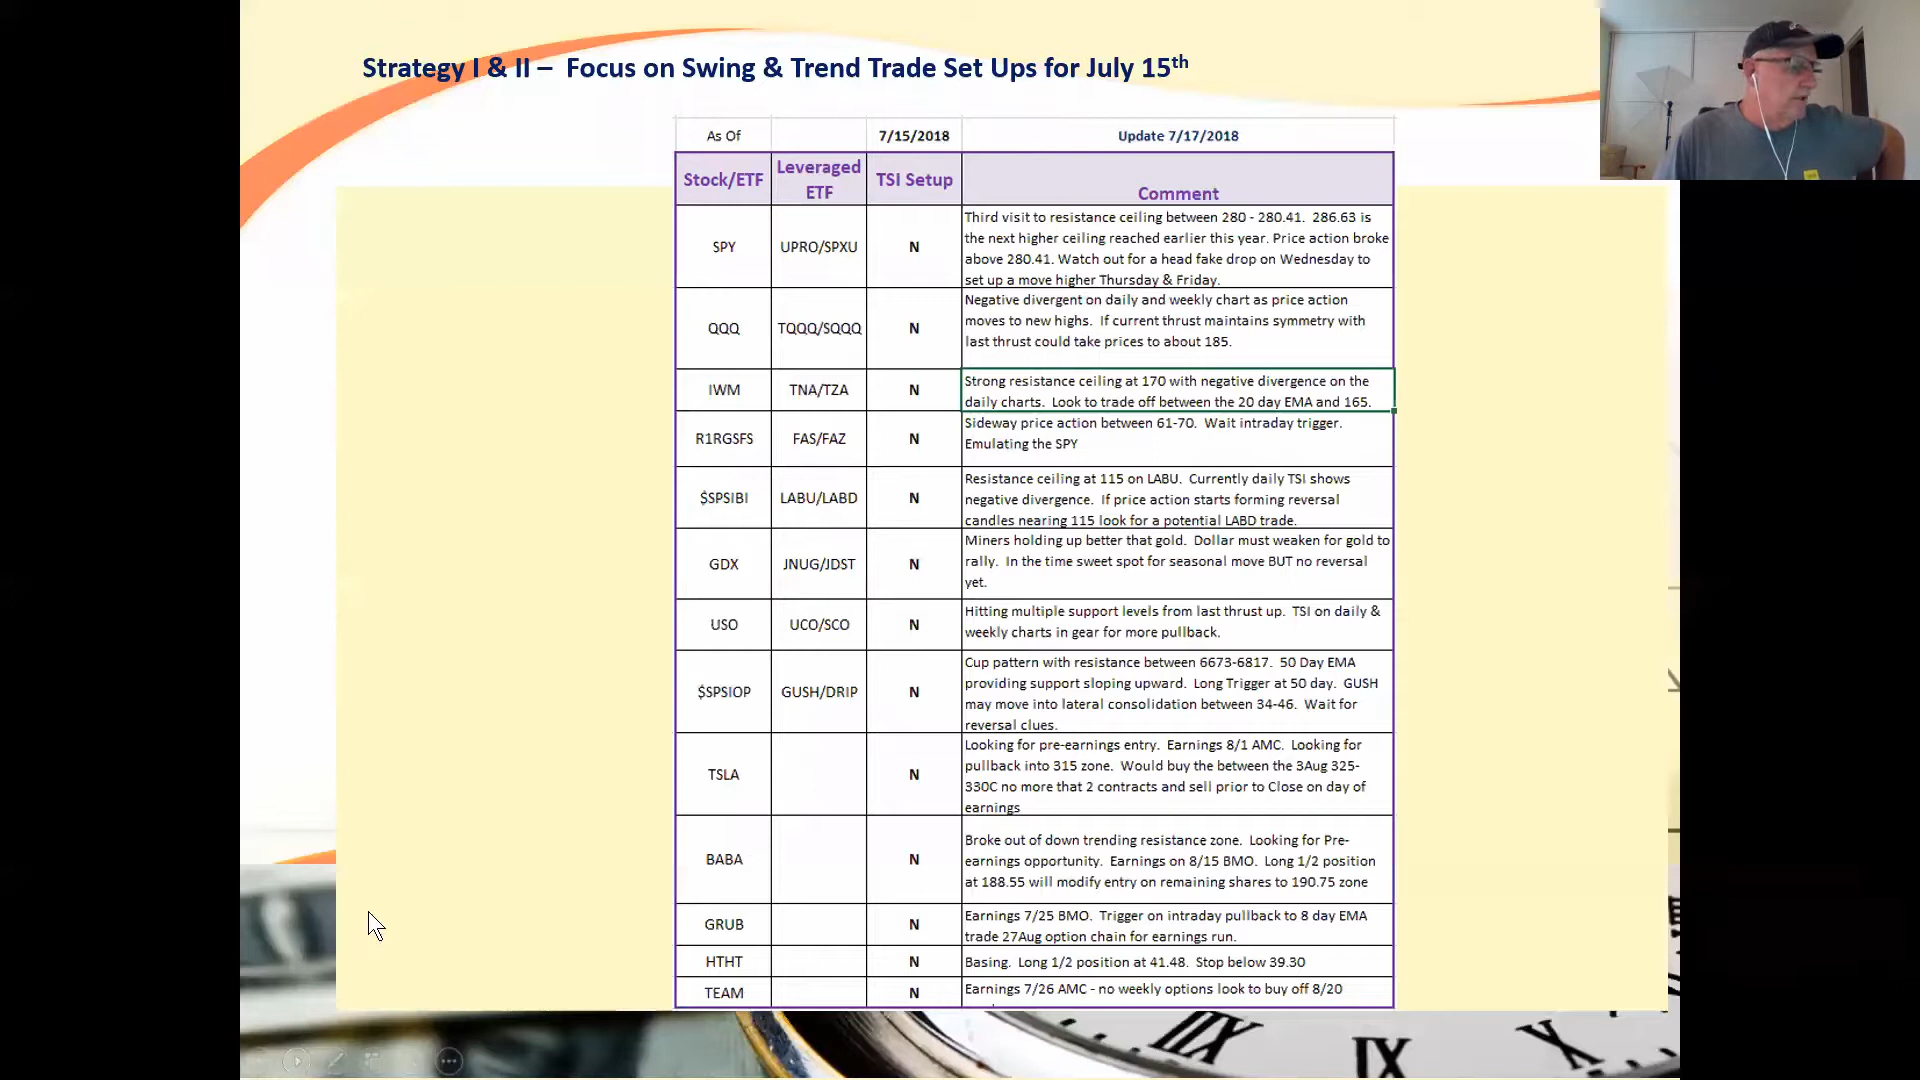 Strategy I & II – Focus on Swing & Trend Trade Set Ups for July 15th
As Of 7/15/2018 Update 7/17/2018
Stock/ETF Leveraged ETF TSI Setup Comment
SPY UPRO/SPXU N Third visit to resistance ceiling between 280 - 280.41. 286.63 is
the next higher ceiling reached earlier this year. Price action broke
above 280.41. Watch out for a head fake drop on Wednesday to
set up a move higher Thursday & Friday.
QQQ TQQQ/SQQQ N Negative divergent on daily and weekly chart as price action
moves to new highs. If current thrust maintains symmetry with
last thrust could take prices to about 185.
IWM TNA/TZA N Strong resistance ceiling at 170 with negative divergence on the
daily charts. Look to trade off between the 20 day EMA and 165.
R1RGSFS FAS/FAZ N Sideway price action between 61-70. Wait intraday trigger.
Emulating the SPY
$SPSIBI LABU/LABD N Resistance ceiling at 115 on LABU. Currently daily TSI shows
negative divergence. If price action starts forming reversal
candles nearing 115 look for a potential LABD trade.
GDX JNUG/JDST N Miners holding up better that gold. Dollar must weaken for gold to
rally. In the time sweet spot for seasonal move BUT no reversal
yet.
USO UCO/SCO N Hitting multiple support levels from last thrust up. TSI on daily &
weekly charts in gear for more pullback.
$SPSIOP GUSH/DRIP N Cup pattern with resistance between 6673-6817. 50 Day EMA
providing support sloping upward. Long Trigger at 50 day. GUSH
may move into lateral consolidation between 34-46. Wait for
reversal clues.
TSLA N Looking for pre-earnings entry. Earnings 8/1 AMC. Looking for
pullback into 315 zone. Would buy the between the 3Aug 325-
330C no more that 2 contracts and sell prior to Close on day of
earnings
BABA N Broke out of down trending resistance zone. Looking for Pre-
earnings opportunity. Earnings on 8/15 BMO. Long 1/2 position
at 188.55 will modify entry on remaining shares to 190.75 zone
GRUB N Earnings 7/25 BMO. Trigger on intraday pullback to 8 day EMA
trade 27Aug option chain for earnings run.
HTHT N Basing. Long 1/2 position at 41.48. Stop below 39.30
TEAM N Earnings 7/26 AMC - no weekly options look to buy off 8/20
VIII IX X